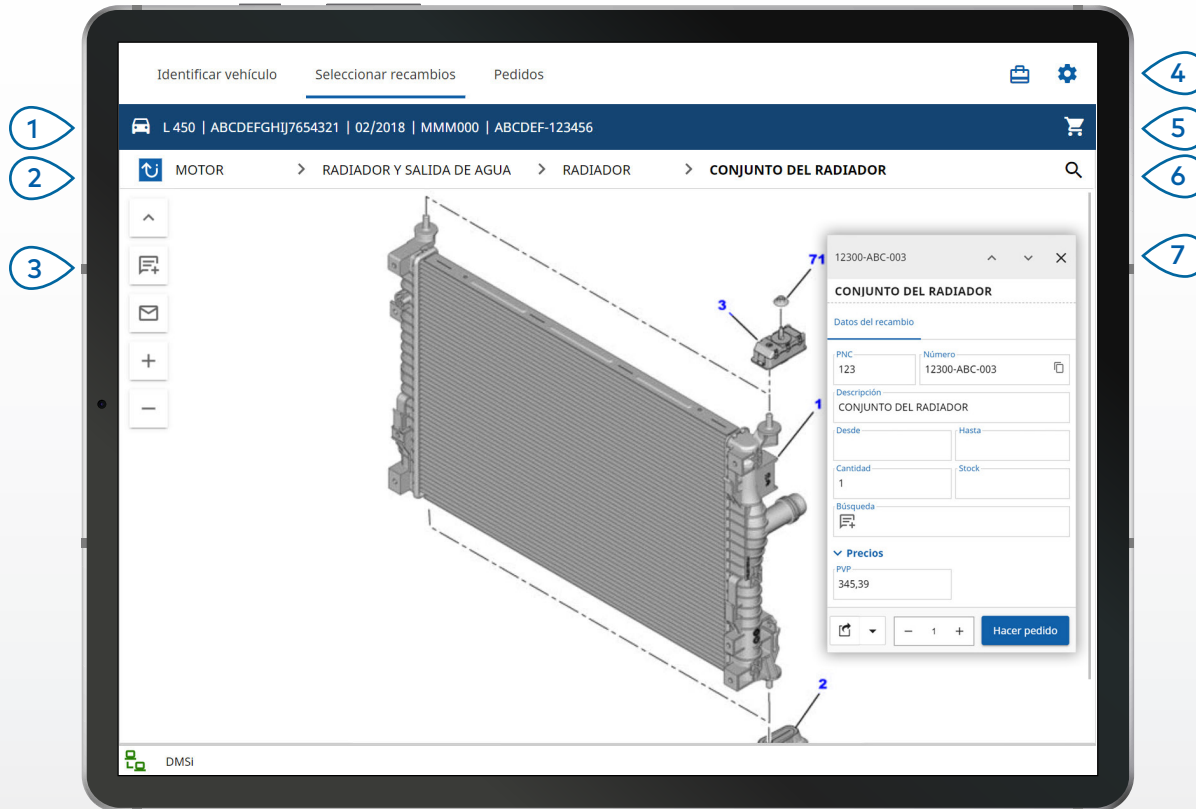 Identificar vehículo Seleccionar recambios Pedidos
4
1
L 450 | ABCDEFGHIJ7654321 | 02/2018 | MMM000 | ABCDEF-123456
5
2
MOTOR > RADIADOR Y SALIDA DE AGUA > RADIADOR > CONJUNTO DEL RADIADOR
6
3
7
71
3
1
2
12300-ABC-003
CONJUNTO DEL RADIADOR
Datos del recambio
PNC Número
123 12300-ABC-003
Descripción
CONJUNTO DEL RADIADOR
Desde Hasta
Cantidad Stock
1
Búsqueda
Precios
PVP
345,39
− 1 + Hacer pedido
DMSi